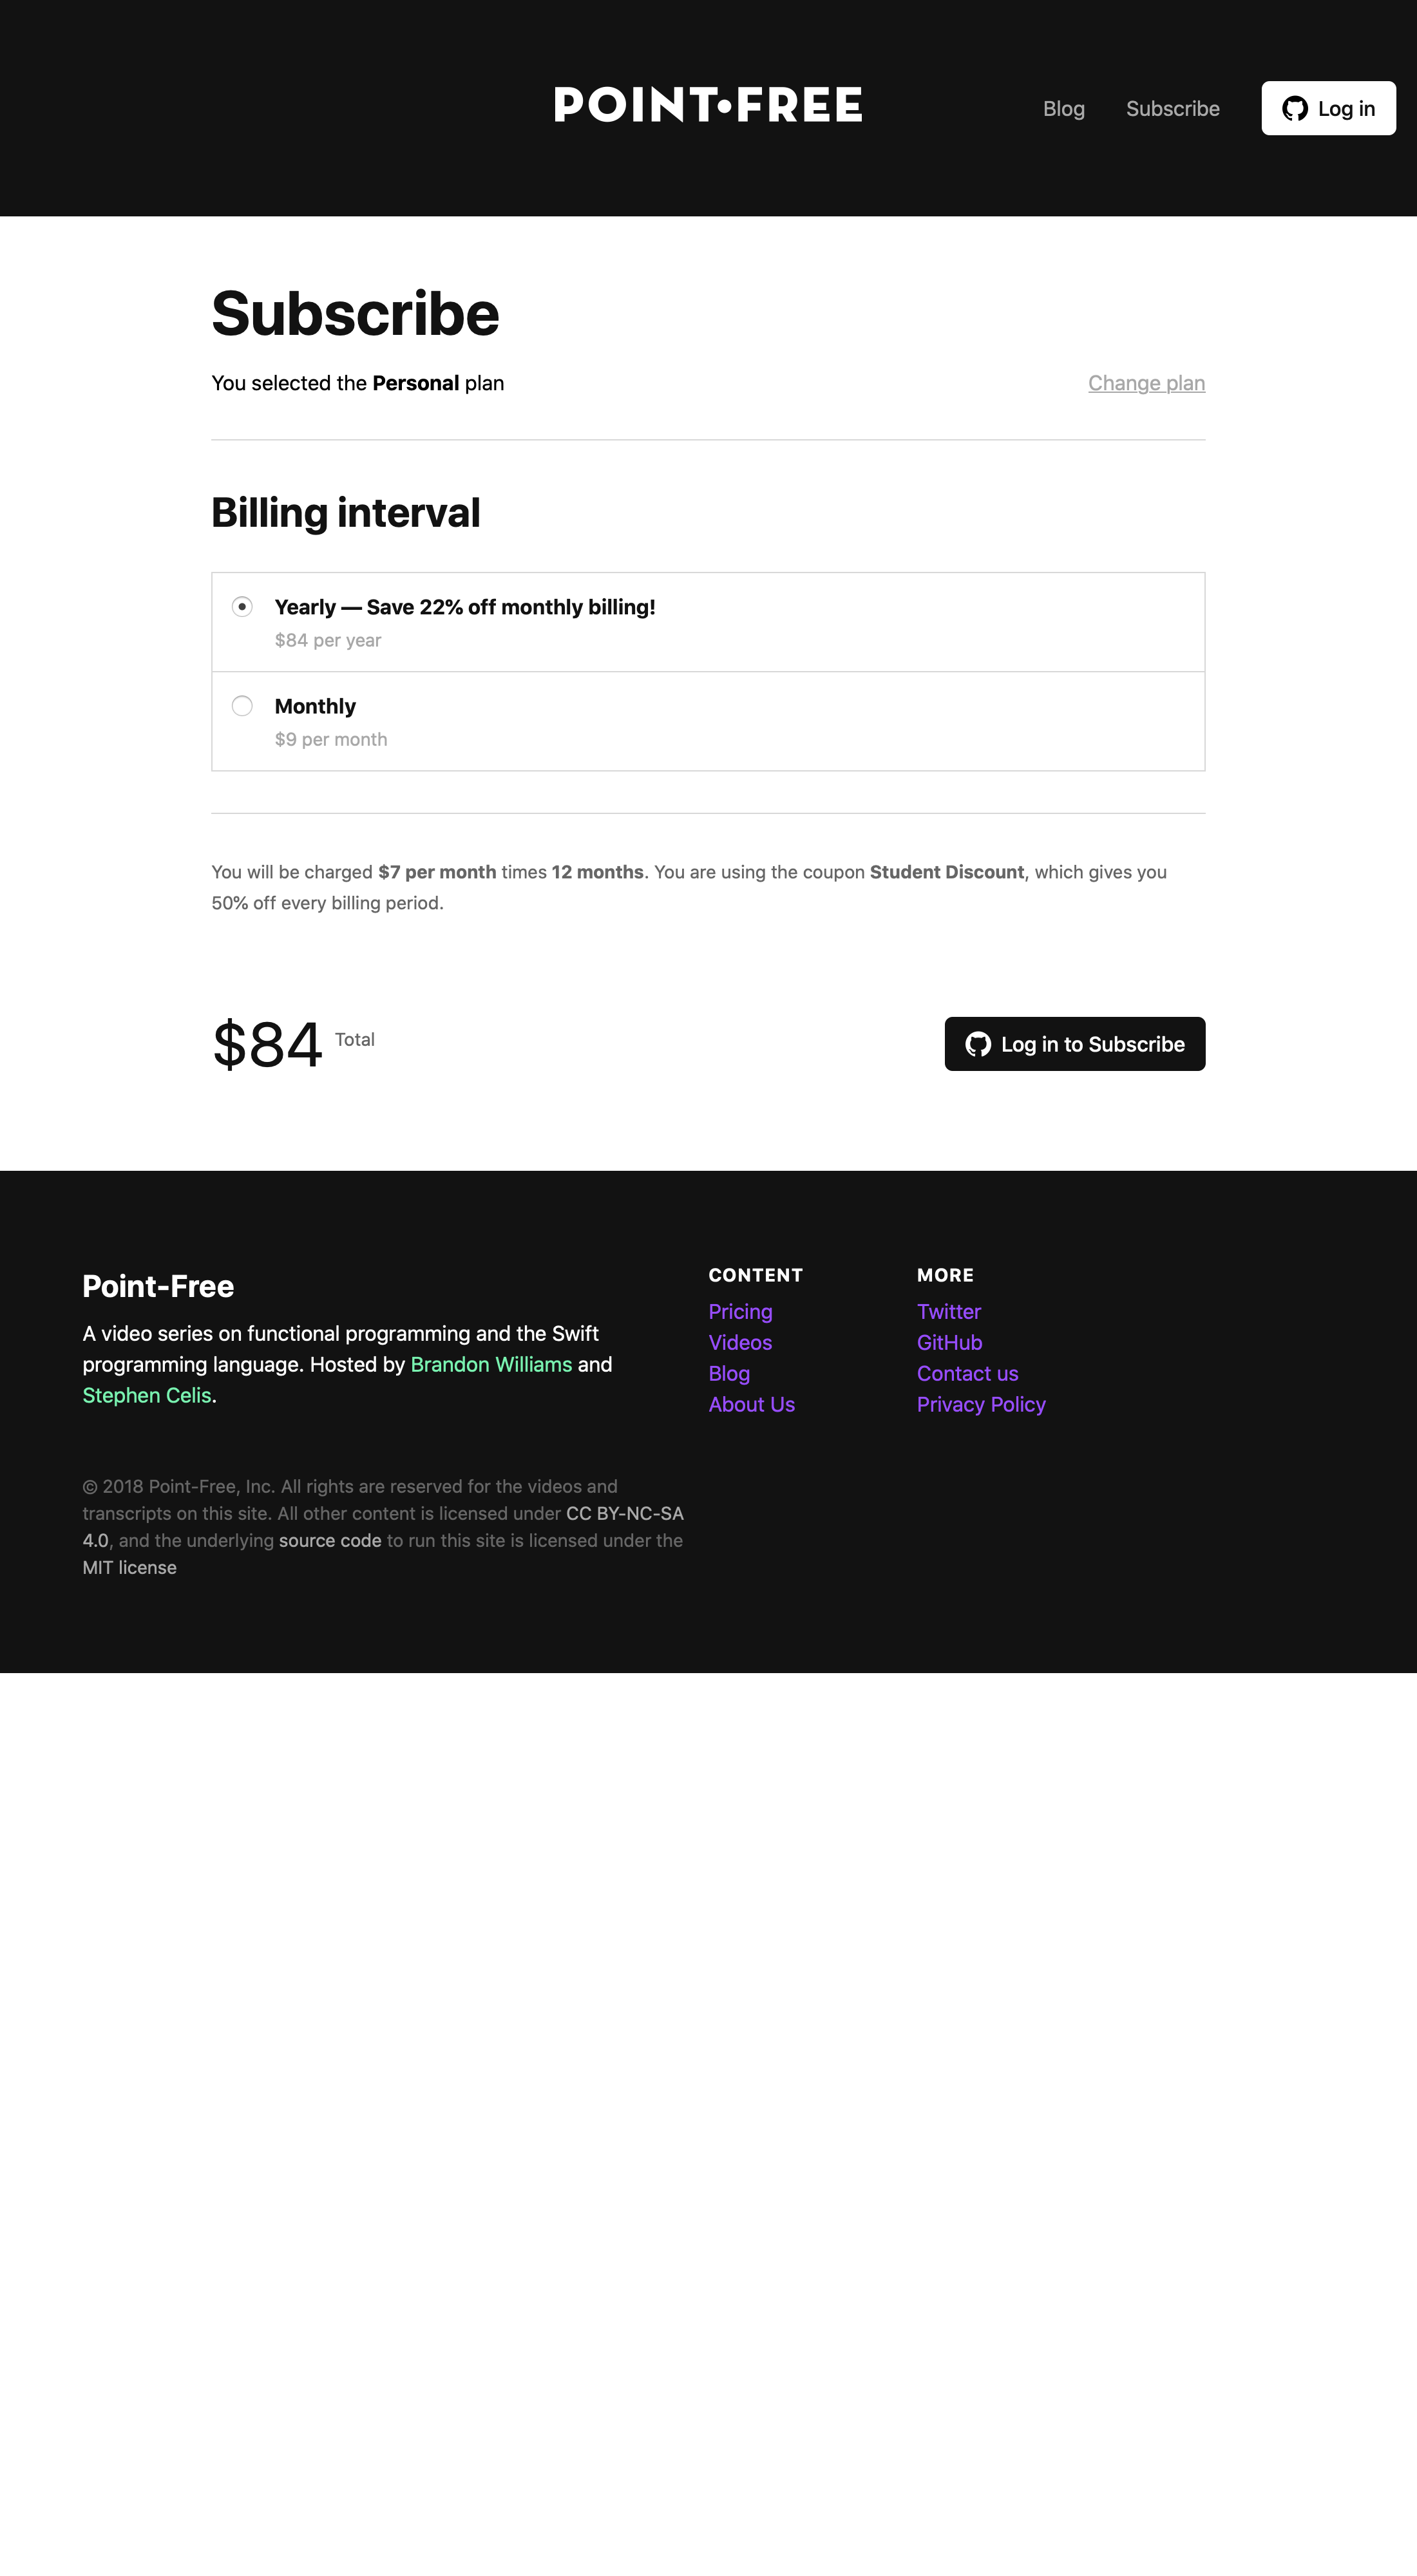 POINT•FREE
Blog
Subscribe
Log in
Subscribe
You selected the Personal plan
Change plan
Billing interval
Yearly — Save 22% off monthly billing!
$84 per year
Monthly
$9 per month
You will be charged $7 per month times 12 months. You are using the coupon Student Discount, which gives you
50% off every billing period.
$84 Total
Log in to Subscribe
Point-Free
A video series on functional programming and the Swift
programming language. Hosted by Brandon Williams and
Stephen Celis.
CONTENT
Pricing
Videos
Blog
About Us
MORE
Twitter
GitHub
Contact us
Privacy Policy
© 2018 Point-Free, Inc. All rights are reserved for the videos and
transcripts on this site. All other content is licensed under CC BY-NC-SA
4.0, and the underlying source code to run this site is licensed under the
MIT license